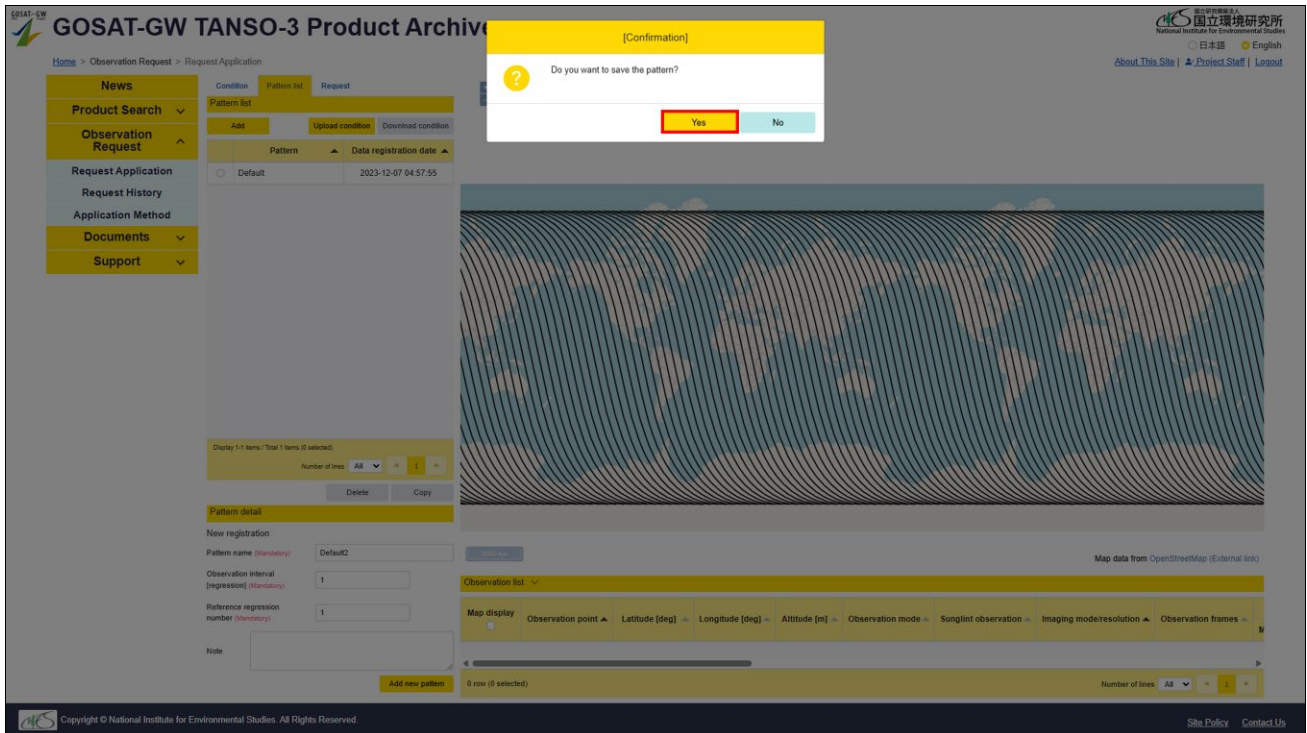 GOSAT-GW
GOSAT-GW TANSO-3 Product Archive
国立研究開発法人
国立環境研究所
National Institute for Environmental Studies
日本語 English
Home > Observation Request > Request Application
About This Site | Project Staff | Logout
[Confirmation]
Do you want to save the pattern?
Yes No
News
Product Search
Observation
Request
Request Application
Request History
Application Method
Documents
Support
Condition Pattern list Request
Pattern list
Add Upload condition Download condition
Pattern Data registration date
Default 2023-12-07 04:57:55
Display 1-1 items / Total 1 items (0 selected)
Number of lines All 1
Delete Copy
Pattern detail
New registration
Pattern name (Mandatory) Default2
Observation interval
[regression] (Mandatory) 1
Reference regression
number (Mandatory) 1
Note
Add new pattern
Map data from OpenStreetMap (External link)
Observation list
Map display Observation point Latitude [deg] Longitude [deg] Altitude [m] Observation mode Sunglint observation Imaging mode/resolution Observation frames
0 row (0 selected)
Number of lines All 1
Copyright © National Institute for Environmental Studies. All Rights Reserved.
Site Policy Contact Us